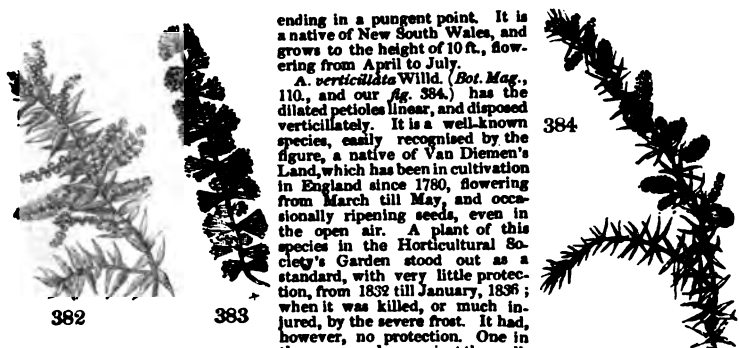 ending in a pungent point. It is
a native of New South Wales, and
grows to the height of 10 ft., flow-
ering from April to July.
A. verticillata Willd. (Bot. Mag.,
110., and our fig. 384.) has the
dilated petioles linear, and disposed
verticillately. It is a well-known
species, easily recognised by the
figure, a native of Van Diemen's
Land, which has been in cultivation
in England since 1780, flowering
from March till May, and occa-
sionally ripening seeds, even in
the open air. A plant of this
species in the Horticultural So-
ciety's Garden stood out as a
standard, with very little protec-
tion, from 1832 till January, 1836;
when it was killed, or much in-
jured, by the severe frost. It had,
however, no protection. One in
382
383
384